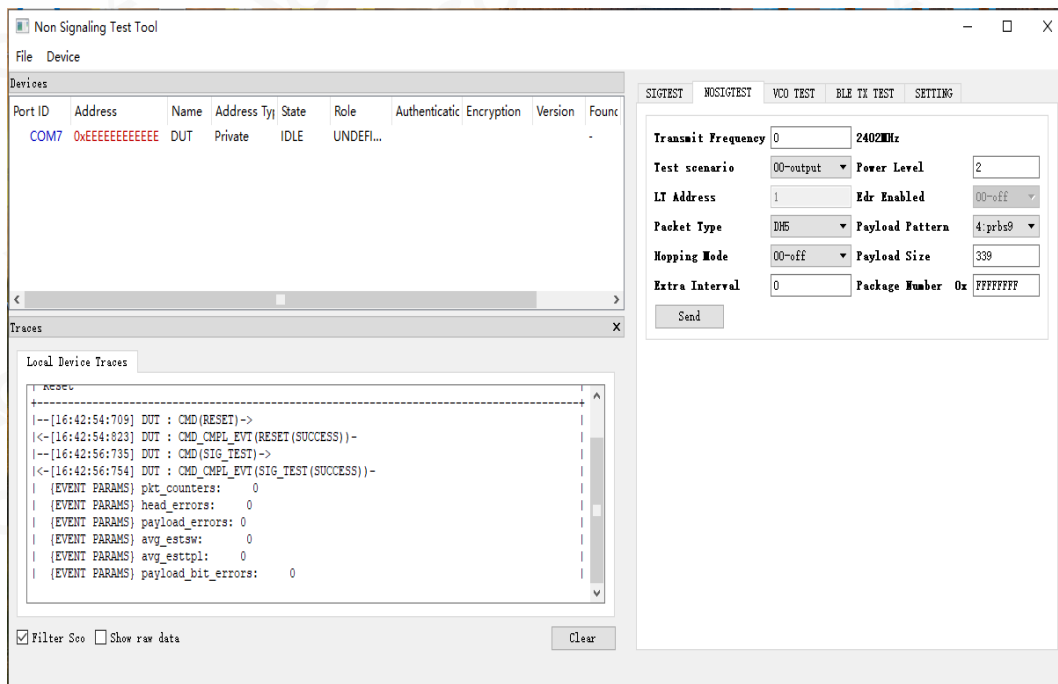 Non Signaling Test Tool
File Device
Devices
Port ID Address Name Address Ty State Role Authenticatic Encryption Version Found
COM7 0xEEEEEEEEEEEE DUT Private IDLE UNDEFI... -
Traces X
Local Device Traces
| Reset
+--------------------------------------------------------------------------------+
|--[16:42:54:709] DUT : CMD(RESET)-> |
|<-[16:42:54:823] DUT : CMD_CMPL_EVT(RESET(SUCCESS))- |
|--[16:42:56:735] DUT : CMD(SIG_TEST)-> |
|<-[16:42:56:754] DUT : CMD_CMPL_EVT(SIG_TEST(SUCCESS))- |
| {EVENT PARAMS} pkt_counters: 0 |
| {EVENT PARAMS} head_errors: 0 |
| {EVENT PARAMS} payload_errors: 0 |
| {EVENT PARAMS} avg_estsw: 0 |
| {EVENT PARAMS} avg_esttpl: 0 |
| {EVENT PARAMS} payload_bit_errors: 0 |
Filter Sco Show raw data Clear
SIGTEST NOSIGTEST VCO TEST BLE TX TEST SETTING
Transmit Frequency 0 2402MHz
Test scenario 00-output Power Level 2
LT Address 1 Edr Enabled 00-off
Packet Type DH5 Payload Pattern 4:prbs9
Hopping Mode 00-off Payload Size 339
Extra Interval 0 Package Number 0x FFFFFFFF
Send